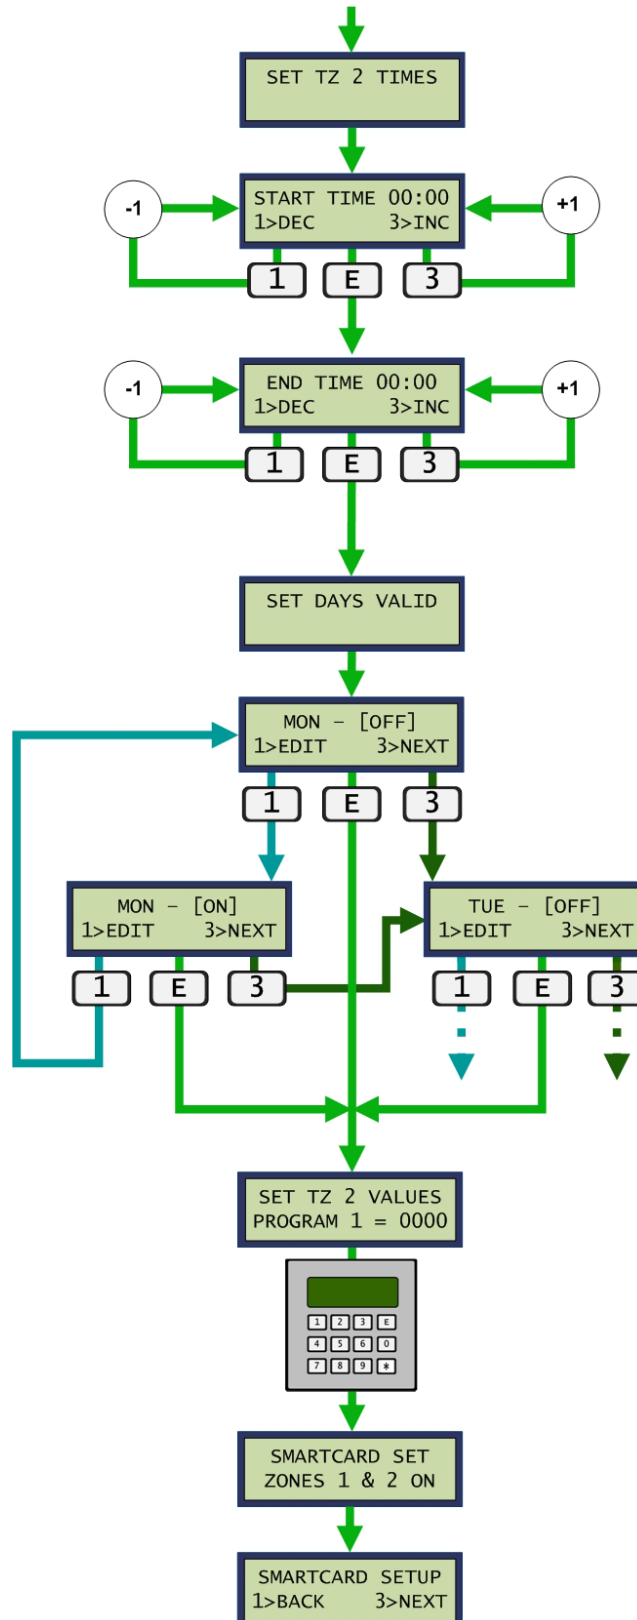 SET TZ 2 TIMES
START TIME 00:00
1>DEC 3>INC
-1
+1
1 E 3
END TIME 00:00
1>DEC 3>INC
-1
+1
1 E 3
SET DAYS VALID
MON - [OFF]
1>EDIT 3>NEXT
1 E 3
MON - [ON]
1>EDIT 3>NEXT
1 E 3
TUE - [OFF]
1>EDIT 3>NEXT
1 E 3
SET TZ 2 VALUES
PROGRAM 1 = 0000
1 2 3 E
4 5 6 0
7 8 9 *
SMARTCARD SET
ZONES 1 & 2 ON
SMARTCARD SETUP
1>BACK 3>NEXT